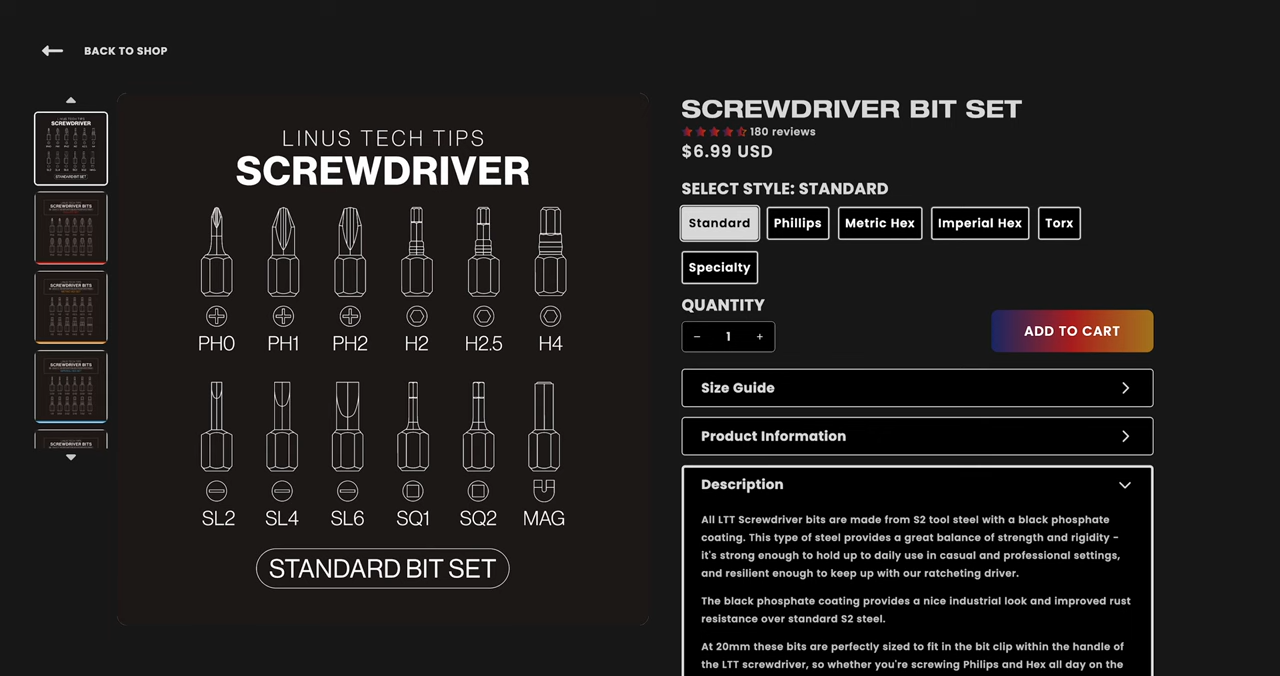 BACK TO SHOP
LINUS TECH TIPS
SCREWDRIVER
PH0 PH1 PH2 H2 H2.5 H4
SL2 SL4 SL6 SQ1 SQ2 MAG
STANDARD BIT SET
SCREWDRIVER BIT SET
180 reviews
$6.99 USD
SELECT STYLE: STANDARD
Standard Phillips Metric Hex Imperial Hex Torx
Specialty
QUANTITY
− 1 +
ADD TO CART
Size Guide
Product Information
Description
All LTT Screwdriver bits are made from S2 tool steel with a black phosphate
coating. This type of steel provides a great balance of strength and rigidity -
it's strong enough to hold up to daily use in casual and professional settings,
and resilient enough to keep up with our ratcheting driver.
The black phosphate coating provides a nice industrial look and improved rust
resistance over standard S2 steel.
At 20mm these bits are perfectly sized to fit in the bit clip within the handle of
the LTT screwdriver, so whether you're screwing Philips and Hex all day on the